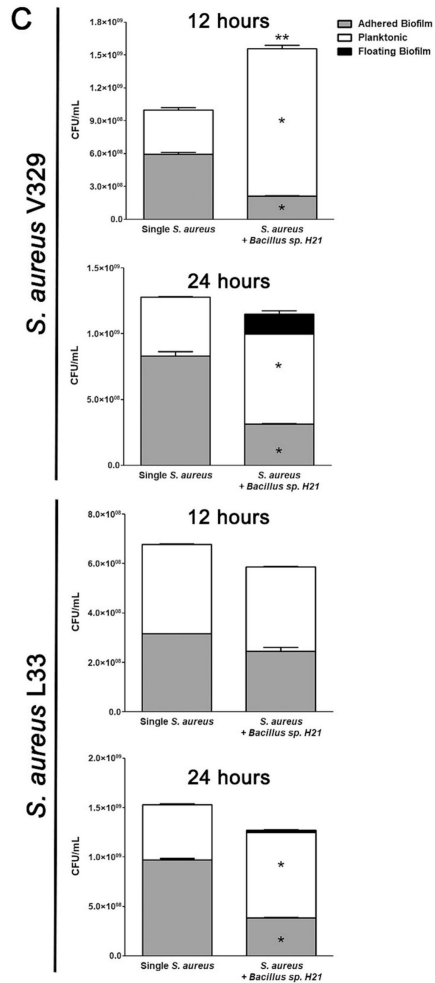 C
12 hours
Adhered Biofilm
Planktonic
Floating Biofilm
S. aureus V329
CFU/mL
1.8×10⁰⁹
1.5×10⁰⁹
1.2×10⁰⁹
9.0×10⁰⁸
6.0×10⁰⁸
3.0×10⁰⁸
0.0
**
*
*
Single S. aureus
S. aureus
+ Bacillus sp. H21
24 hours
CFU/mL
1.5×10⁰⁹
1.0×10⁰⁹
5.0×10⁰⁸
0.0
*
*
Single S. aureus
S. aureus
+ Bacillus sp. H21
S. aureus L33
12 hours
CFU/mL
8.0×10⁰⁸
6.0×10⁰⁸
4.0×10⁰⁸
2.0×10⁰⁸
0.0
Single S. aureus
S. aureus
+ Bacillus sp. H21
24 hours
CFU/mL
2.0×10⁰⁹
1.5×10⁰⁹
1.0×10⁰⁹
5.0×10⁰⁸
0.0
*
*
Single S. aureus
S. aureus
+ Bacillus sp. H21